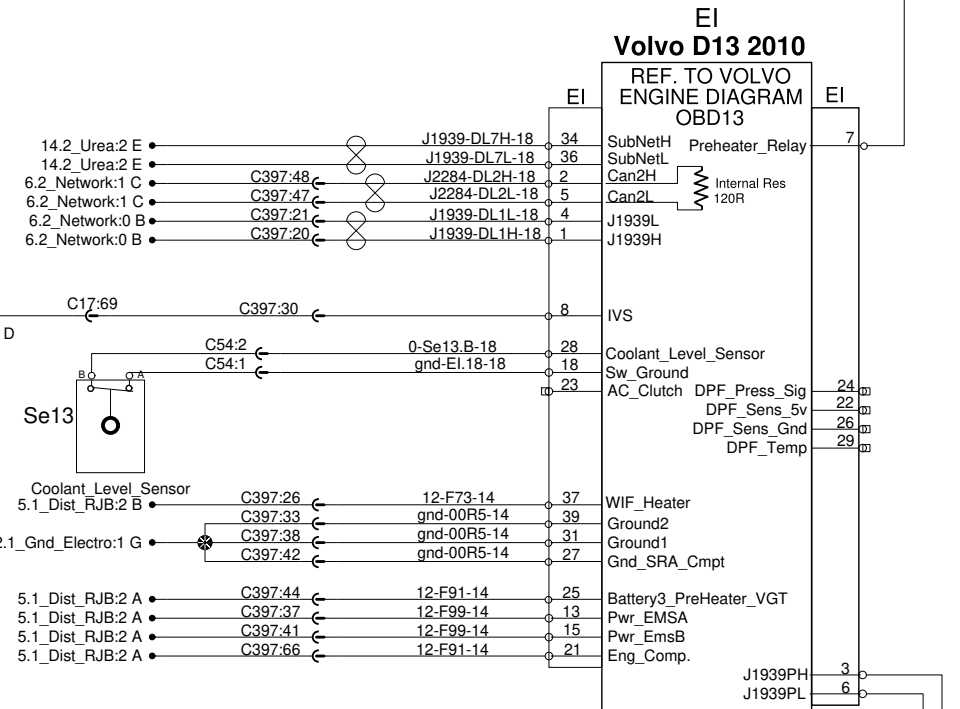 EI
Volvo D13 2010
REF. TO VOLVO
ENGINE DIAGRAM
OBD13
EI
EI
14.2_Urea:2 E J1939-DL7H-18 34 SubNetH Preheater_Relay 7
14.2_Urea:2 E J1939-DL7L-18 36 SubNetL
6.2_Network:1 C C397:48 J2284-DL2H-18 2 Can2H
Internal Res
120R
6.2_Network:1 C C397:47 J2284-DL2L-18 5 Can2L
6.2_Network:0 B C397:21 J1939-DL1L-18 4 J1939L
6.2_Network:0 B C397:20 J1939-DL1H-18 1 J1939H
C17:69 C397:30 8 IVS
D
C54:2 0-Se13.B-18 28 Coolant_Level_Sensor
C54:1 gnd-EI.18-18 18 Sw_Ground
B A
23 AC_Clutch DPF_Press_Sig 24
DPF_Sens_5v 22
Se13
DPF_Sens_Gnd 26
DPF_Temp 29
Coolant_Level_Sensor
5.1_Dist_RJB:2 B C397:26 12-F73-14 37 WIF_Heater
C397:33 gnd-00R5-14 39 Ground2
2.1_Gnd_Electro:1 G C397:38 gnd-00R5-14 31 Ground1
C397:42 gnd-00R5-14 27 Gnd_SRA_Cmpt
5.1_Dist_RJB:2 A C397:44 12-F91-14 25 Battery3_PreHeater_VGT
5.1_Dist_RJB:2 A C397:37 12-F99-14 13 Pwr_EMSA
5.1_Dist_RJB:2 A C397:41 12-F99-14 15 Pwr_EmsB
5.1_Dist_RJB:2 A C397:66 12-F91-14 21 Eng_Comp.
J1939PH 3
J1939PL 6